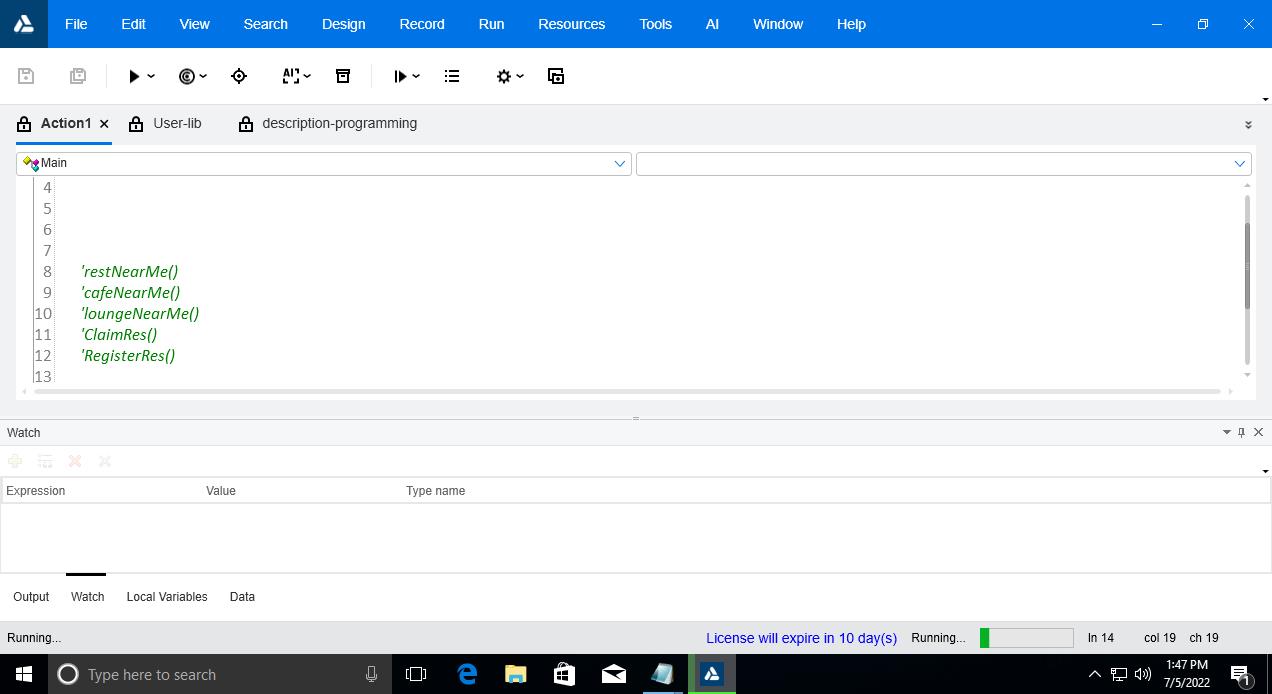 File Edit View Search Design Record Run Resources Tools AI Window Help
Action1 User-lib description-programming
Main
4
5
6
7
8 'restNearMe()
9 'cafeNearMe()
10 'loungeNearMe()
11 'ClaimRes()
12 'RegisterRes()
13
Watch
Expression Value Type name
Output Watch Local Variables Data
Running... License will expire in 10 day(s) Running... ln 14 col 19 ch 19
Type here to search 1:47 PM
7/5/2022 1